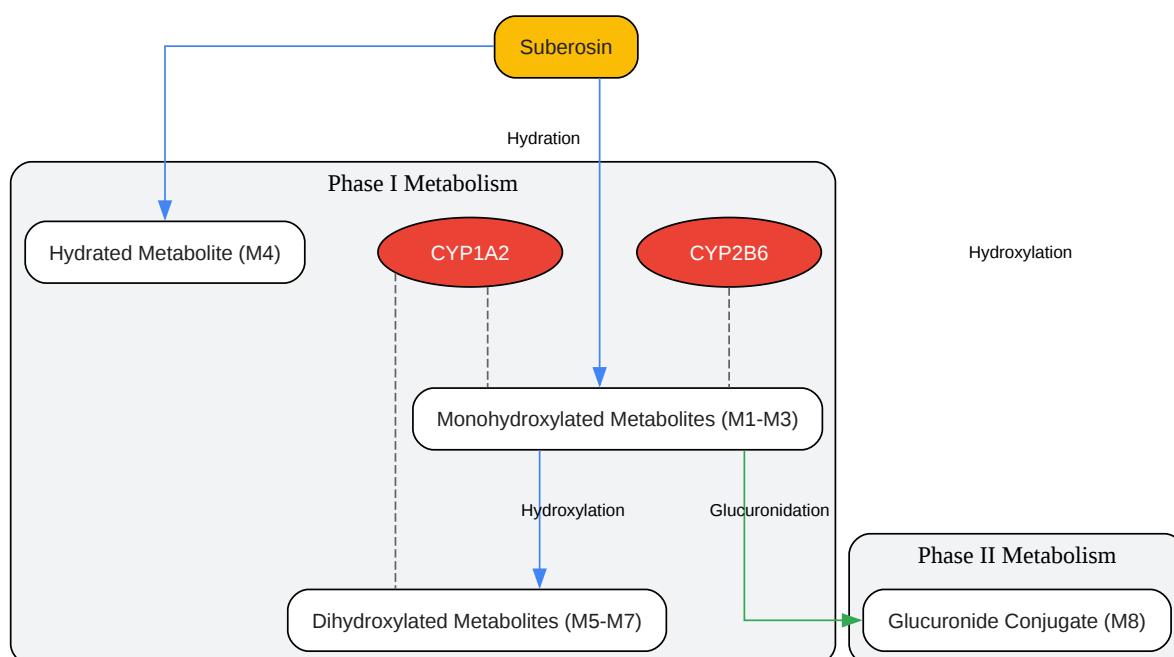 Suberosin
Hydration
Phase I Metabolism
Hydrated Metabolite (M4)
CYP1A2
CYP2B6
Hydroxylation
Monohydroxylated Metabolites (M1-M3)
Hydroxylation
Glucuronidation
Phase II Metabolism
Dihydroxylated Metabolites (M5-M7)
Glucuronide Conjugate (M8)